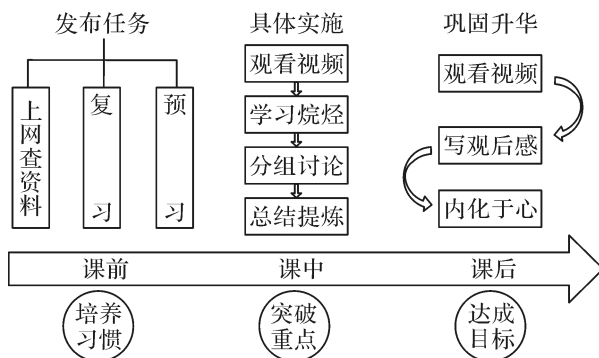 发布任务
具体实施
巩固升华
上网查资料
复习
预习
观看视频
学习烷烃
分组讨论
总结提炼
观看视频
写观后感
内化于心
课前
课中
课后
培养
习惯
突破
重点
达成
目标